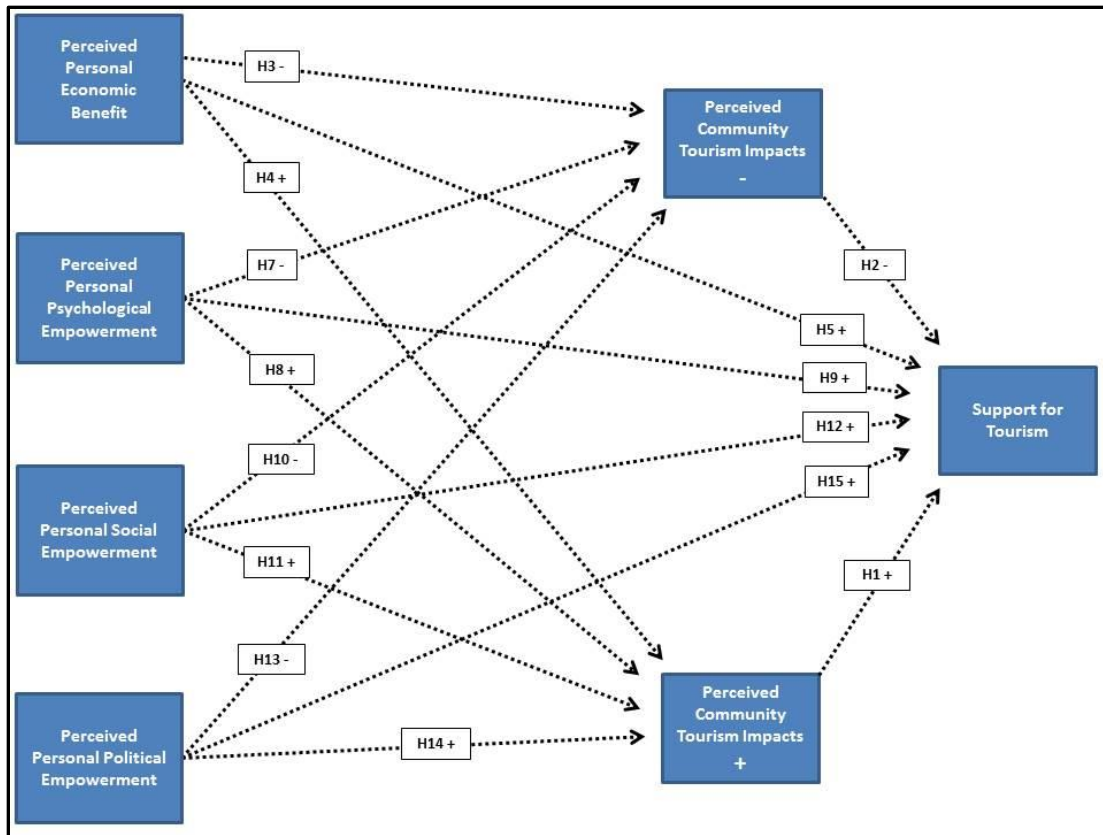 Perceived
Personal
Economic
Benefit
H3 -
Perceived
Community
Tourism Impacts
-
H4 +
Perceived
Personal
Psychological
Empowerment
H7 -
H2 -
H5 +
H8 +
H9 +
Support for
Tourism
H12 +
H10 -
H15 +
Perceived
Personal Social
Empowerment
H11 +
H1 +
H13 -
Perceived
Personal Political
Empowerment
H14 +
Perceived
Community
Tourism Impacts
+